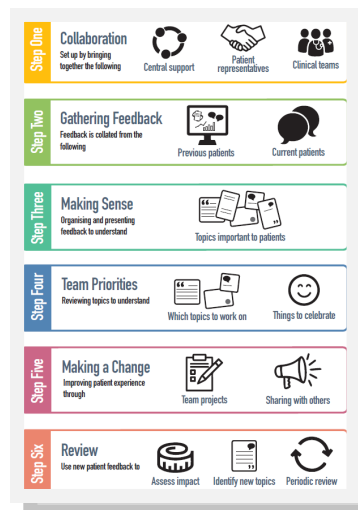 Step One
Collaboration
Set up by bringing
together the following
Central support
Patient
representatives
Clinical teams
Step Two
Gathering Feedback
Feedback is collated from the
following
Previous patients
Current patients
Step Three
Making Sense
Organising and presenting
feedback to understand
Topics important to patients
Step Four
Team Priorities
Reviewing topics to understand
Which topics to work on
Things to celebrate
Step Five
Making a Change
Improving patient experience
through
Team projects
Sharing with others
Step Six
Review
Use new patient feedback to
Assess impact
Identify new topics
Periodic review